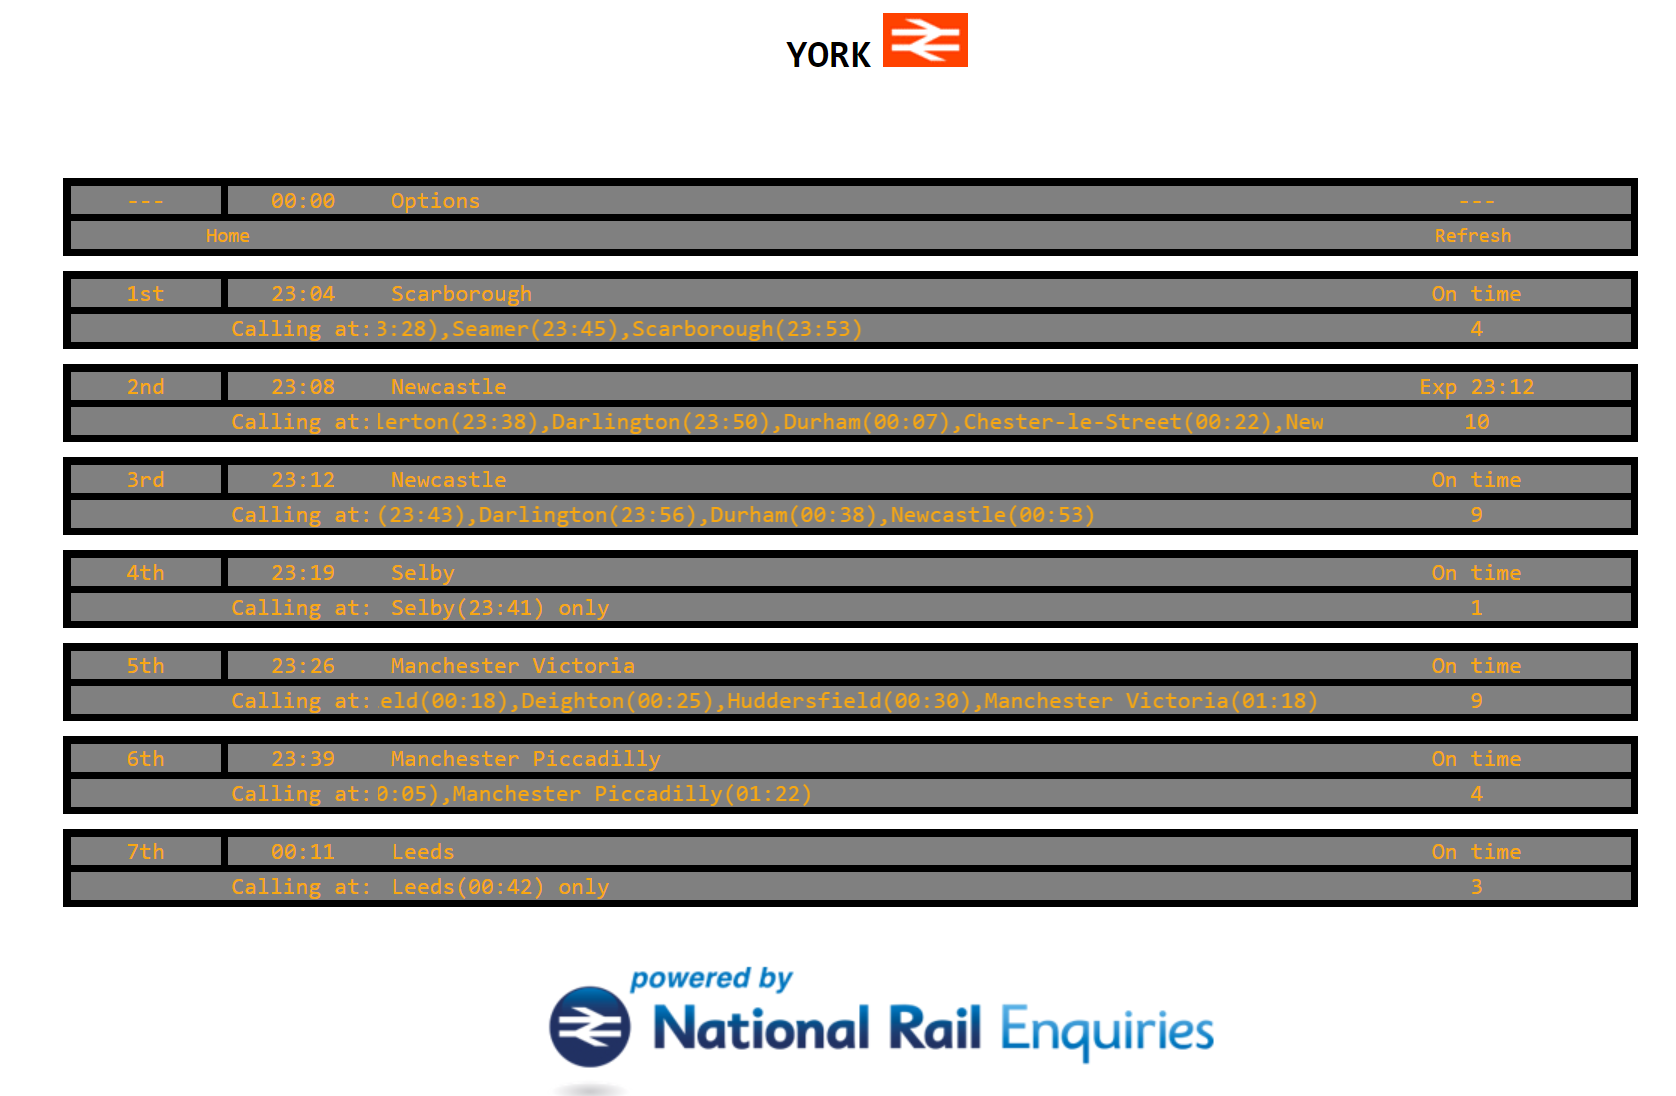 YORK
--- 00:00 Options ---
Home Refresh
1st 23:04 Scarborough On time
Calling at: 3:28),Seamer(23:45),Scarborough(23:53) 4
2nd 23:08 Newcastle Exp 23:12
Calling at: lerton(23:38),Darlington(23:50),Durham(00:07),Chester-le-Street(00:22),New 10
3rd 23:12 Newcastle On time
Calling at: (23:43),Darlington(23:56),Durham(00:38),Newcastle(00:53) 9
4th 23:19 Selby On time
Calling at: Selby(23:41) only 1
5th 23:26 Manchester Victoria On time
Calling at: eld(00:18),Deighton(00:25),Huddersfield(00:30),Manchester Victoria(01:18) 9
6th 23:39 Manchester Piccadilly On time
Calling at: 0:05),Manchester Piccadilly(01:22) 4
7th 00:11 Leeds On time
Calling at: Leeds(00:42) only 3
powered by
National Rail Enquiries